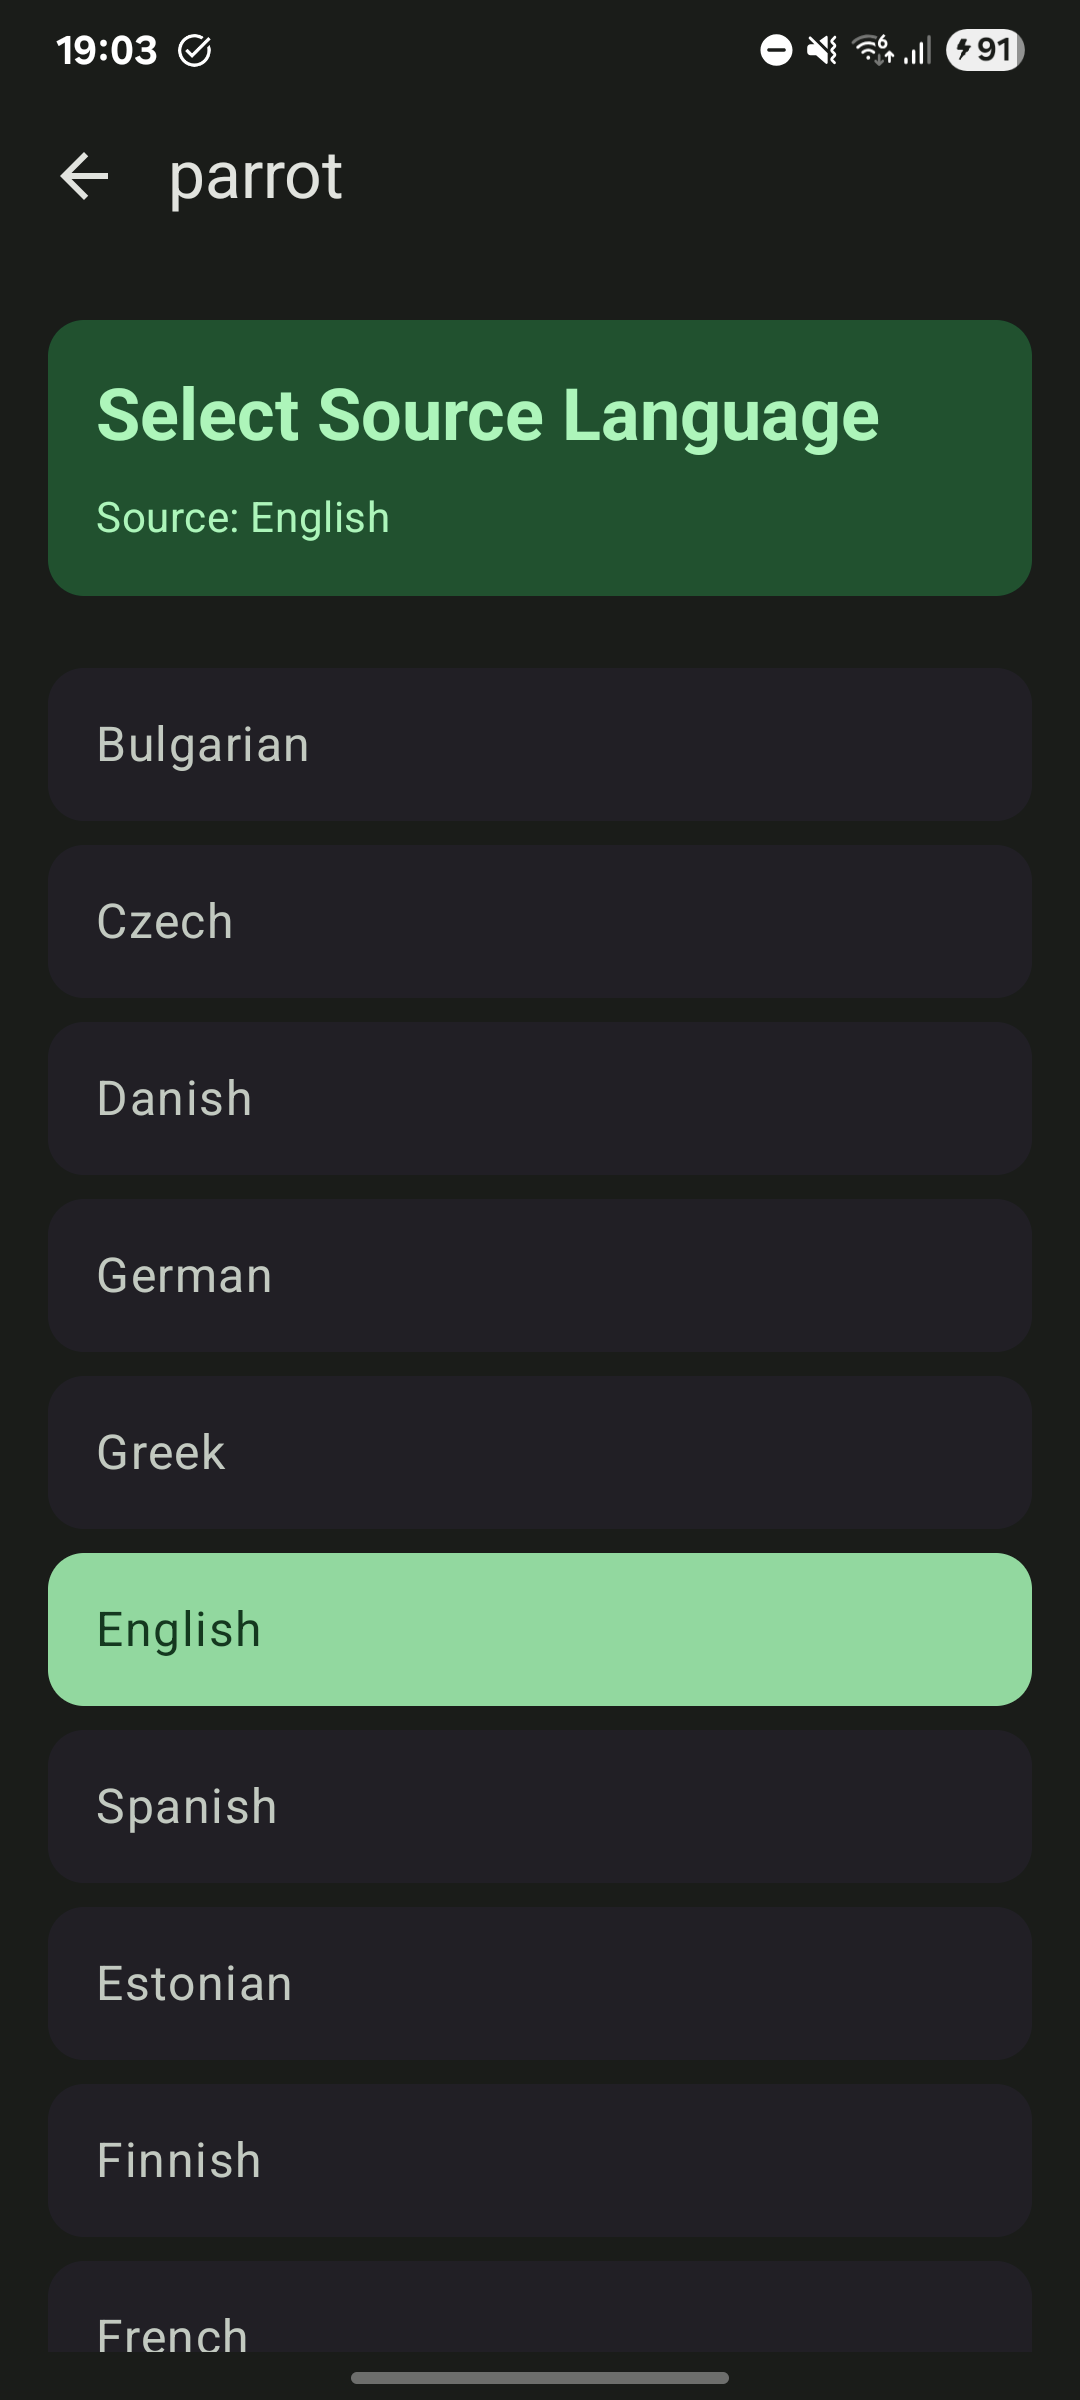 19:03
6
91
parrot
Select Source Language
Source: English
Bulgarian
Czech
Danish
German
Greek
English
Spanish
Estonian
Finnish
French